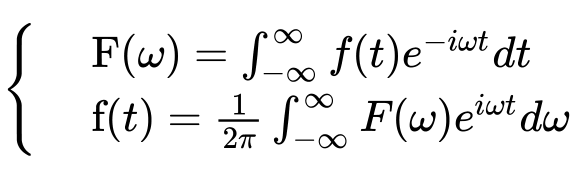 F(ω) = ∫_{-∞}^{∞} f(t)e^{-iωt}dt
f(t) = \frac{1}{2π} ∫_{-∞}^{∞} F(ω)e^{iωt}dω